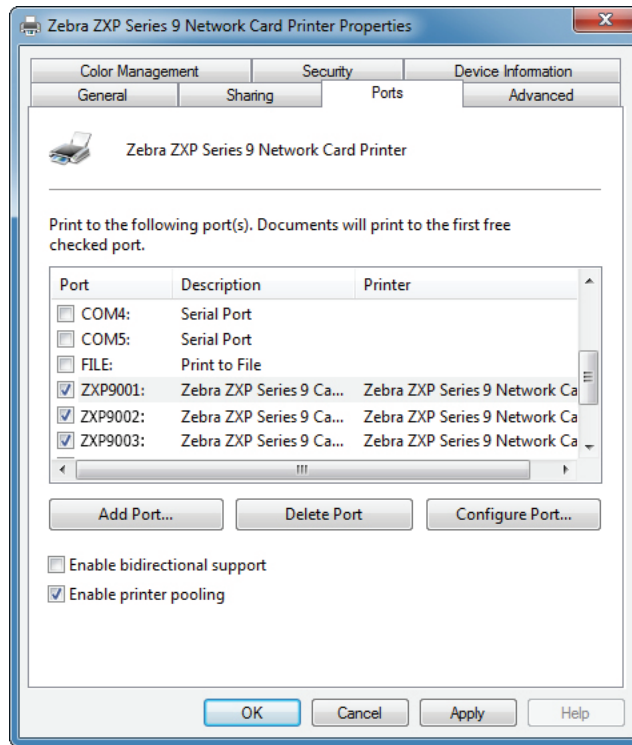 Zebra ZXP Series 9 Network Card Printer Properties
Color Management Security Device Information
General Sharing Ports Advanced
Zebra ZXP Series 9 Network Card Printer
Print to the following port(s). Documents will print to the first free
checked port.
Port Description Printer
COM4: Serial Port
COM5: Serial Port
FILE: Print to File
ZXP9001: Zebra ZXP Series 9 Ca... Zebra ZXP Series 9 Network Ca
ZXP9002: Zebra ZXP Series 9 Ca... Zebra ZXP Series 9 Network Ca
ZXP9003: Zebra ZXP Series 9 Ca... Zebra ZXP Series 9 Network Ca
Add Port... Delete Port Configure Port...
Enable bidirectional support
Enable printer pooling
OK Cancel Apply Help